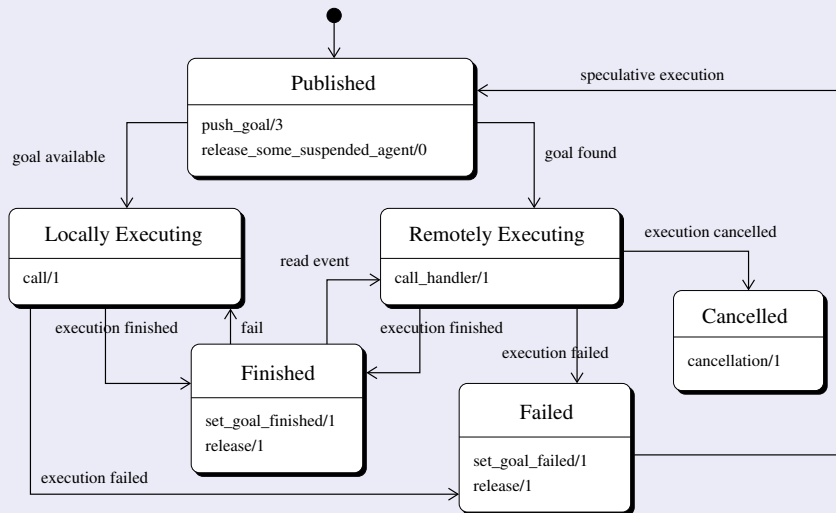 Published
speculative execution
push_goal/3
release_some_suspended_agent/0
goal available
goal found
Locally Executing
Remotely Executing
execution cancelled
read event
call/1
call_handler/1
Cancelled
execution finished
fail
execution finished
execution failed
cancellation/1
Finished
Failed
set_goal_finished/1
release/1
set_goal_failed/1
execution failed
release/1